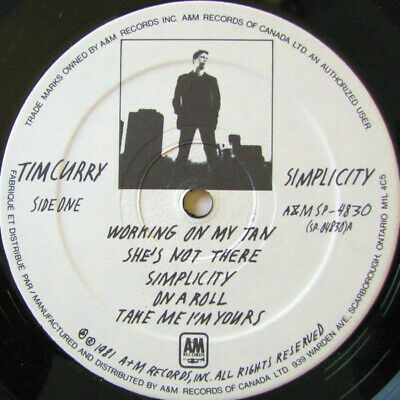 TRADE MARKS OWNED BY A&M RECORDS INC. A&M RECORDS OF CANADA LTD. AN AUTHORIZED USER
TIM CURRY
SIMPLICITY
SIDE ONE
A&M SP-4830
(SP-04830)A
WORKING ON MY TAN
SHE'S NOT THERE
SIMPLICITY
ON A ROLL
TAKE ME I'M YOURS
A&M
RECORDS
℗ © 1981 A+M RECORDS, INC. ALL RIGHTS RESERVED
FABRIQUE ET DISTRIBUÉ PAR/MANUFACTURED AND DISTRIBUTED BY A&M RECORDS OF CANADA LTD. 939 WARDEN AVE., SCARBOROUGH, ONTARIO M1L 4C5